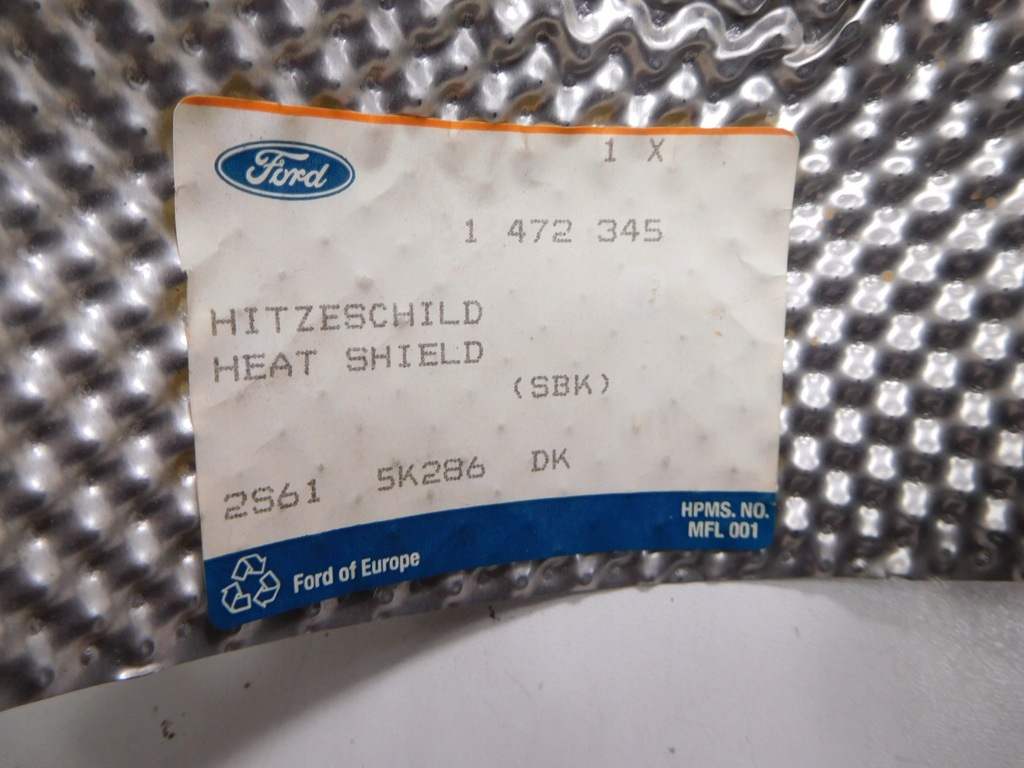 Ford
1 X
1 472 345
HITZESCHILD
HEAT SHIELD
(SBK)
2S61 5K286 DK
HPMS. NO.
MFL 001
Ford of Europe